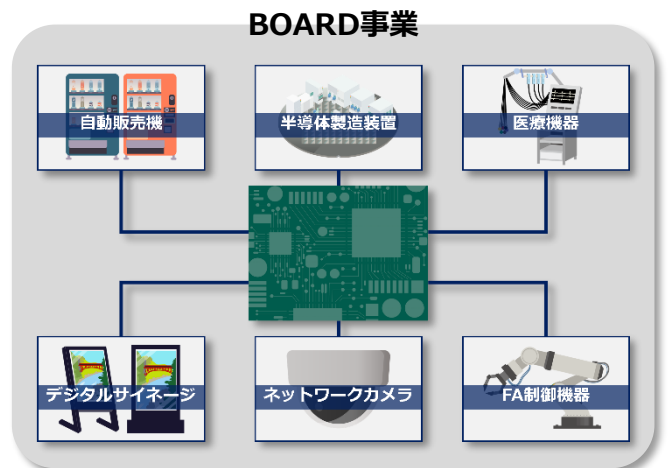 BOARD事業
自動販売機
半導体製造装置
医療機器
デジタルサイネージ
ネットワークカメラ
FA制御機器